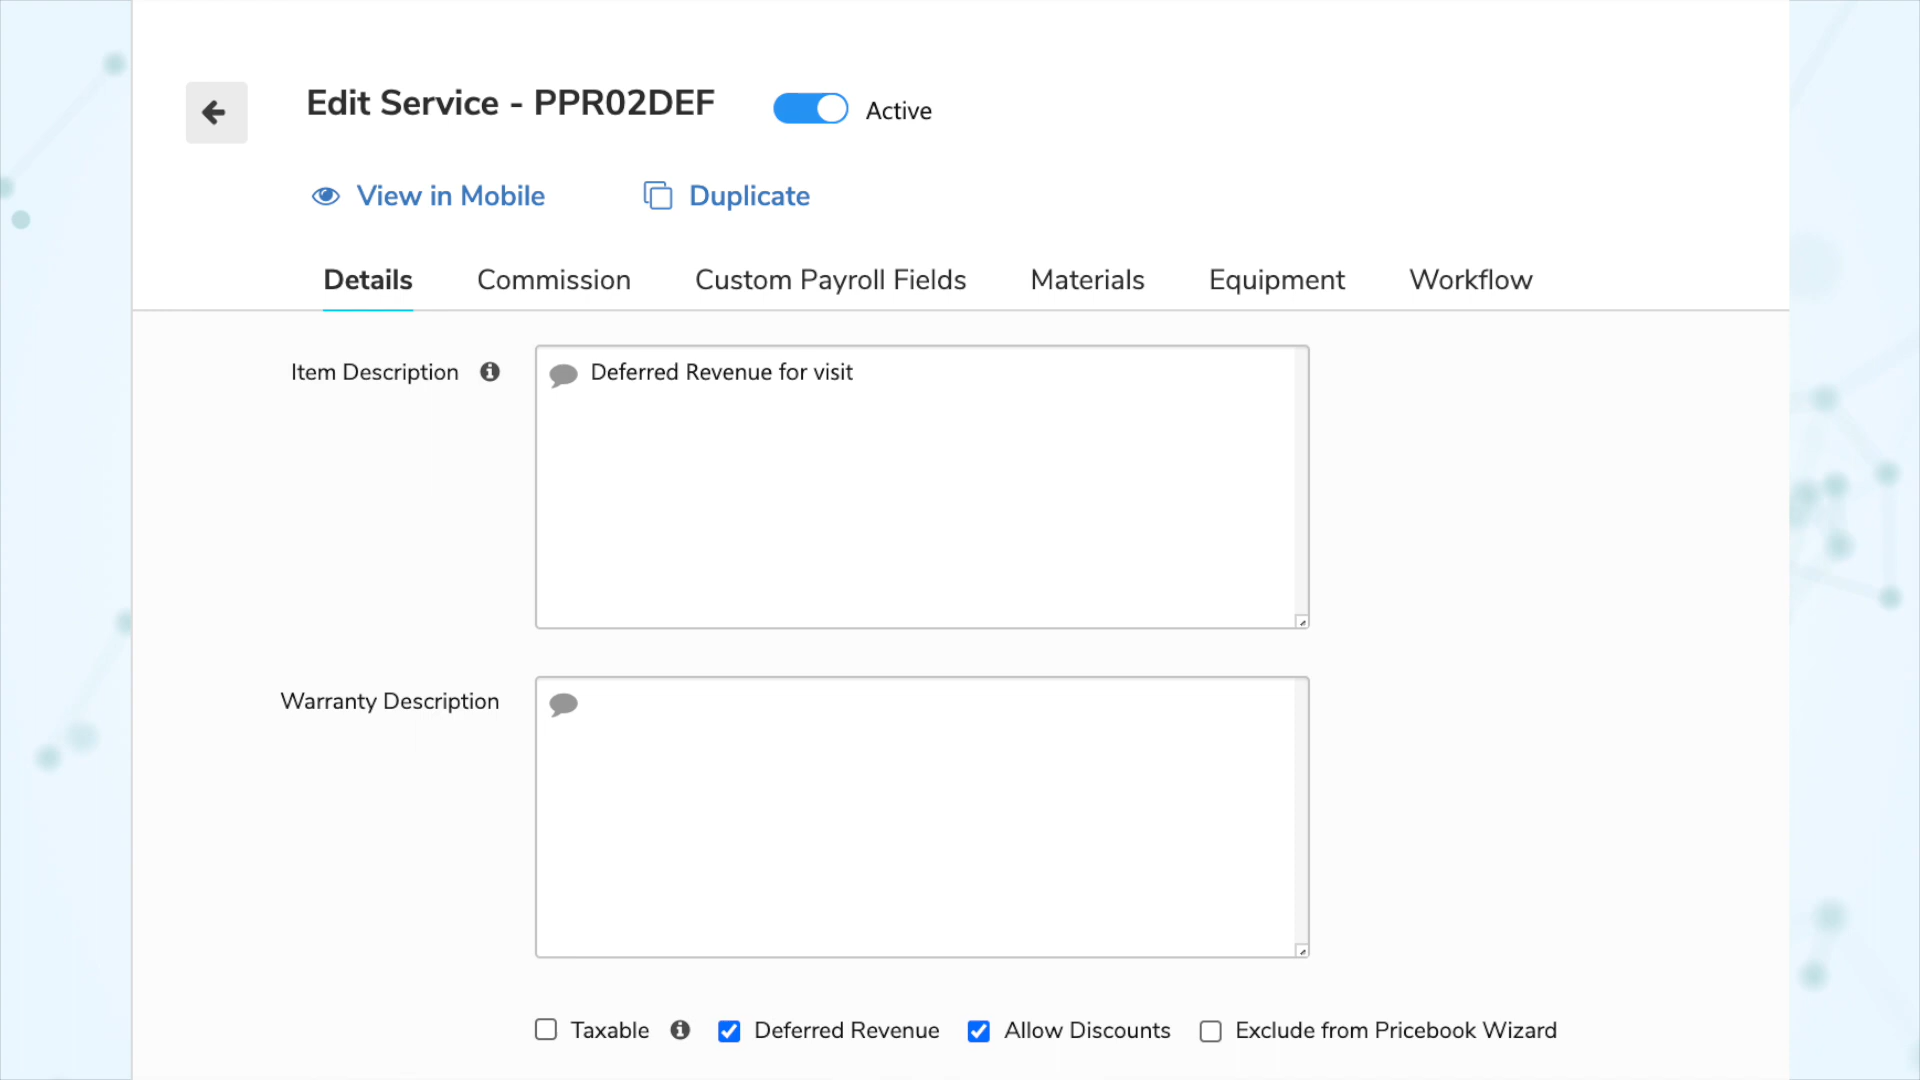 Edit Service - PPR02DEF
Active
View in Mobile
Duplicate
Details
Commission
Custom Payroll Fields
Materials
Equipment
Workflow
Item Description
Deferred Revenue for visit
Warranty Description
Taxable
Deferred Revenue
Allow Discounts
Exclude from Pricebook Wizard